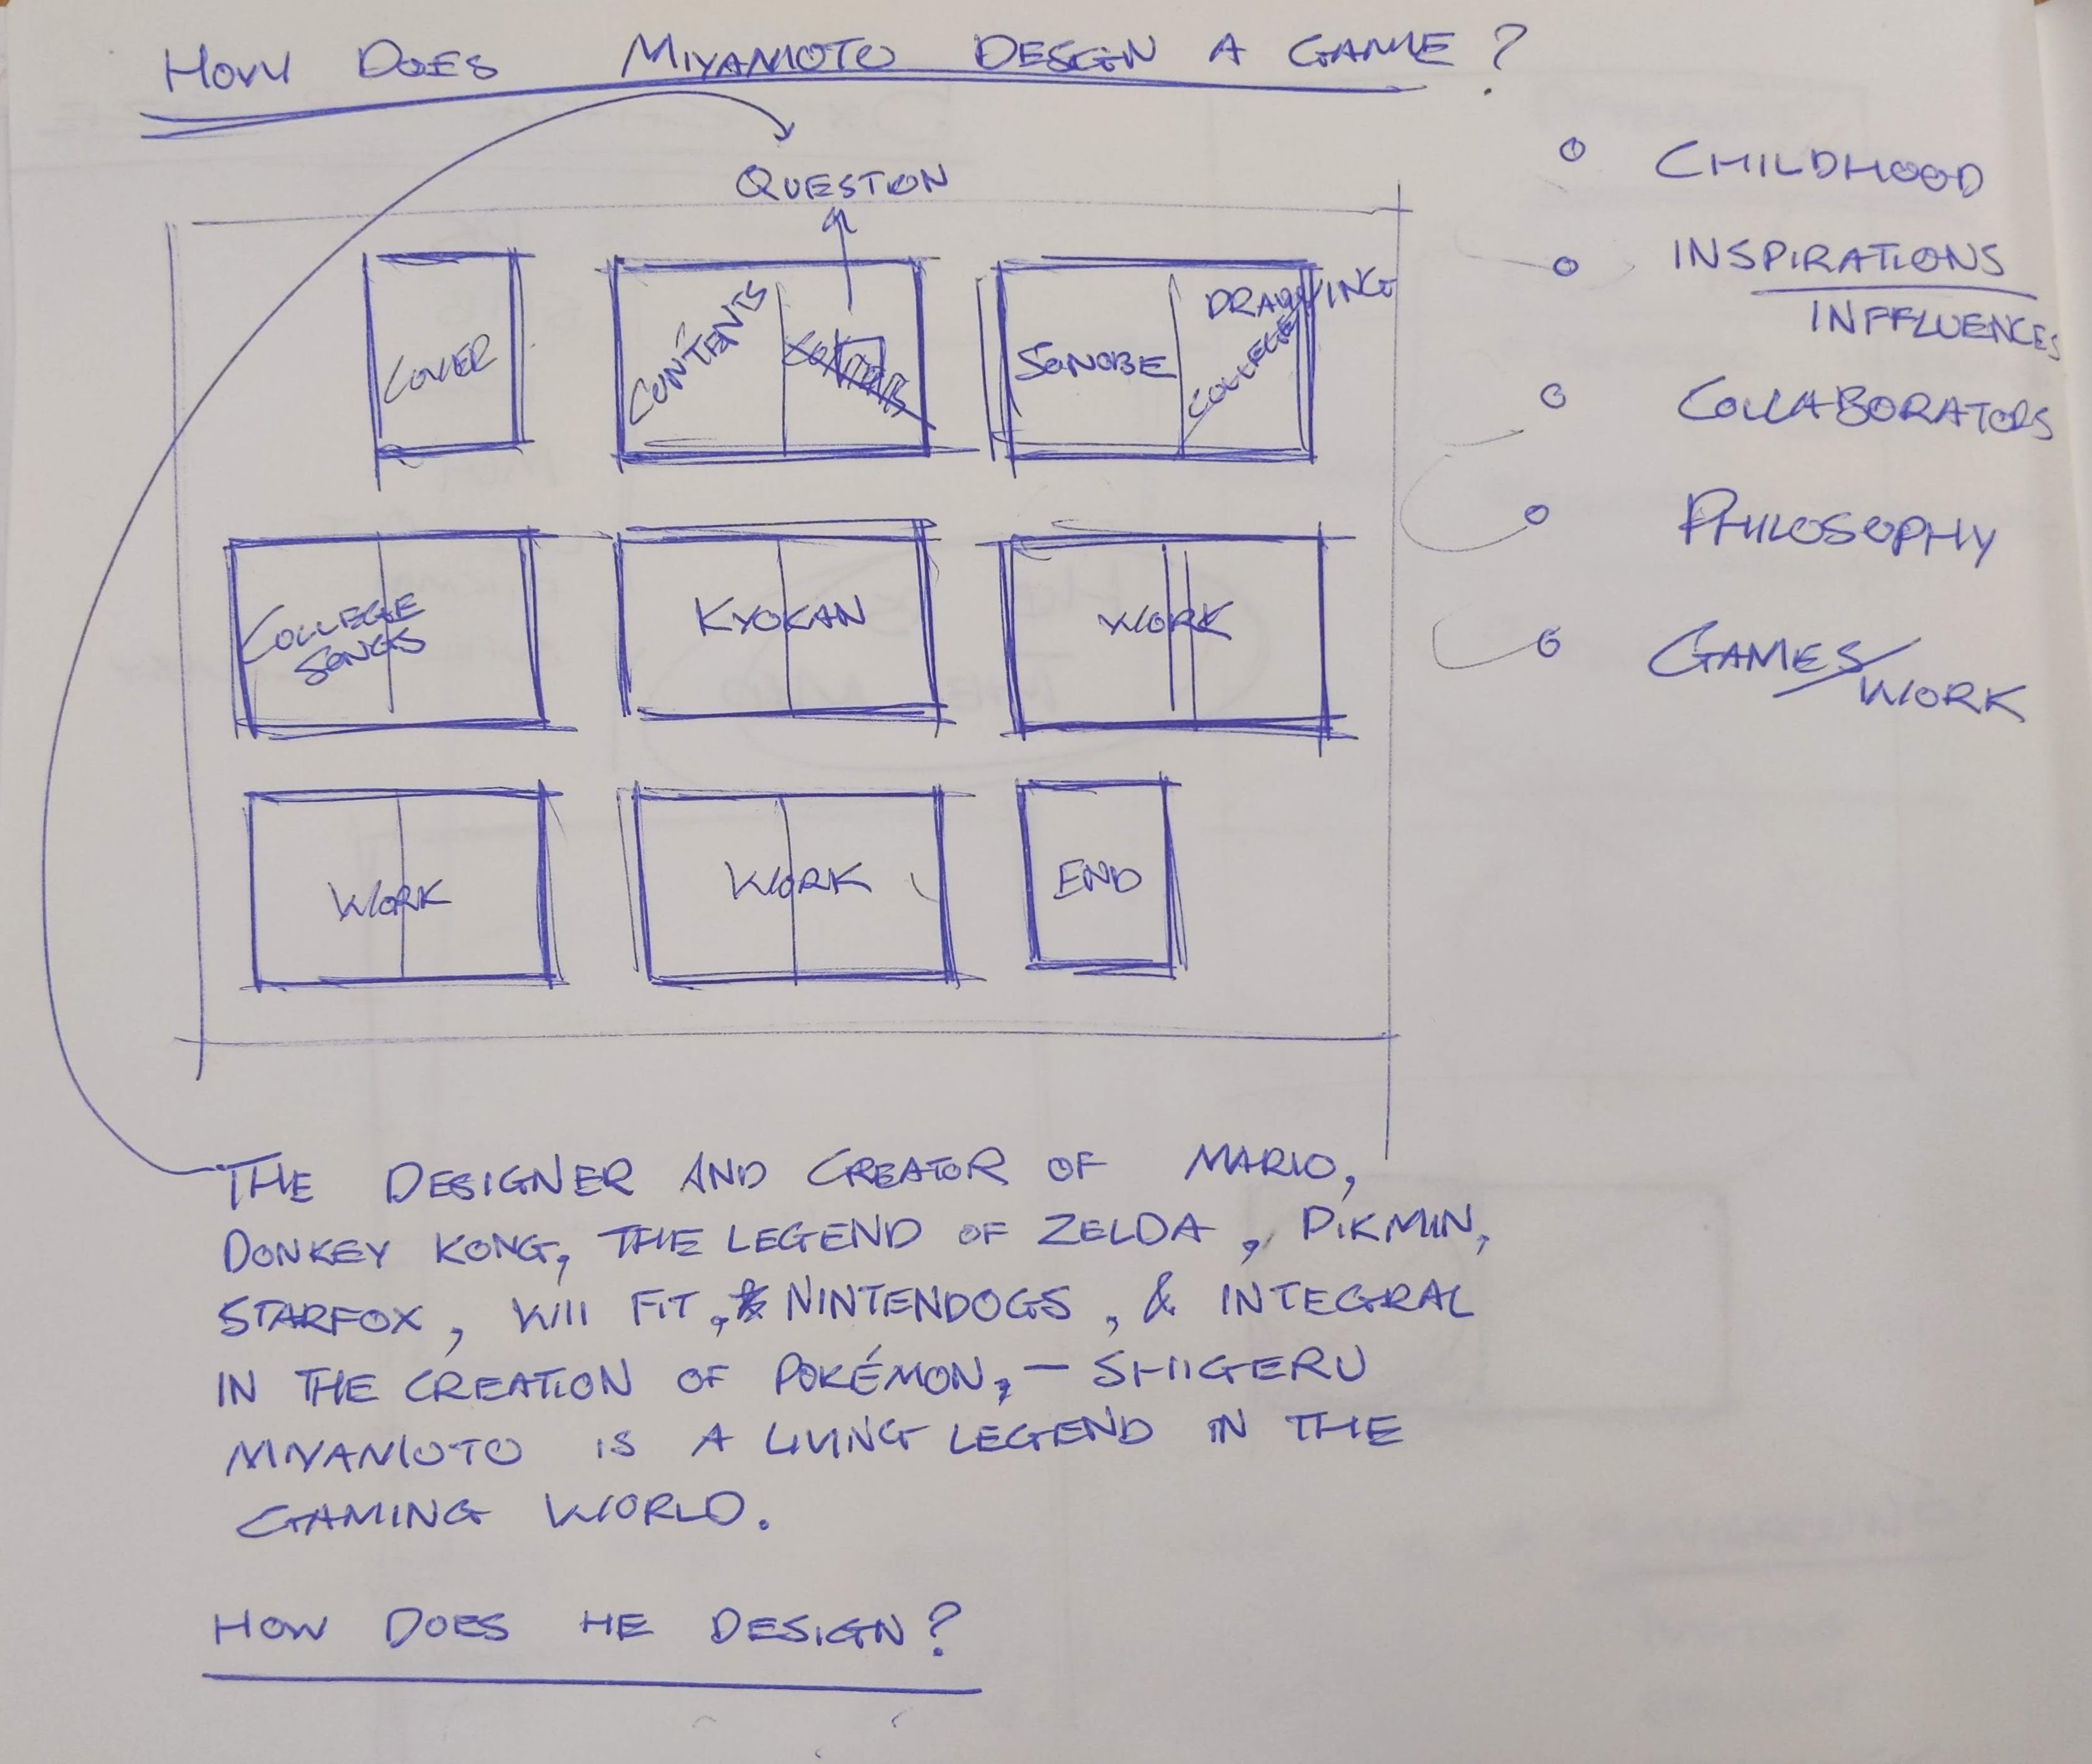 HOW DOES MIYAMOTO DESIGN A GAME?
QUESTION
COVER
CONTENTS
SONOBE
DRAWING
COLLEGE
COLLEGE
SONGS
KYOKAN
WORK
WORK
WORK
END
CHILDHOOD
INSPIRATIONS
INFFLUENCES
COLLABORATORS
PHILOSOPHY
GAMES/
WORK
THE DESIGNER AND CREATOR OF MARIO,
DONKEY KONG, THE LEGEND OF ZELDA, PIKMIN,
STARFOX, WII FIT, NINTENDOGS, & INTEGRAL
IN THE CREATION OF POKÉMON, — SHIGERU
MIYAMOTO IS A LIVING LEGEND IN THE
GAMING WORLD.
HOW DOES HE DESIGN?